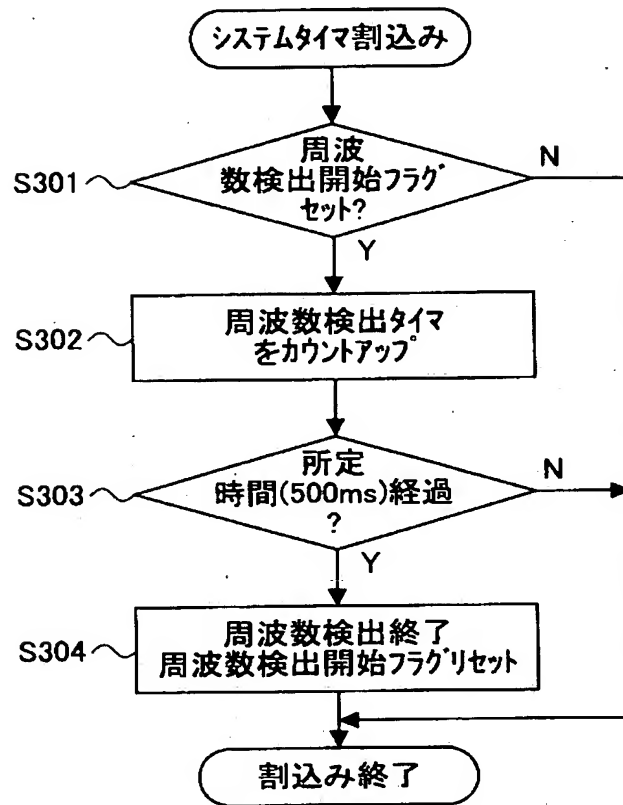 システムタイマ割込み
S301
周波
数検出開始フラグ
セット?
N
Y
S302
周波数検出タイマ
をカウントアップ
S303
所定
時間(500ms)経過
?
N
Y
S304
周波数検出終了
周波数検出開始フラグリセット
割込み終了